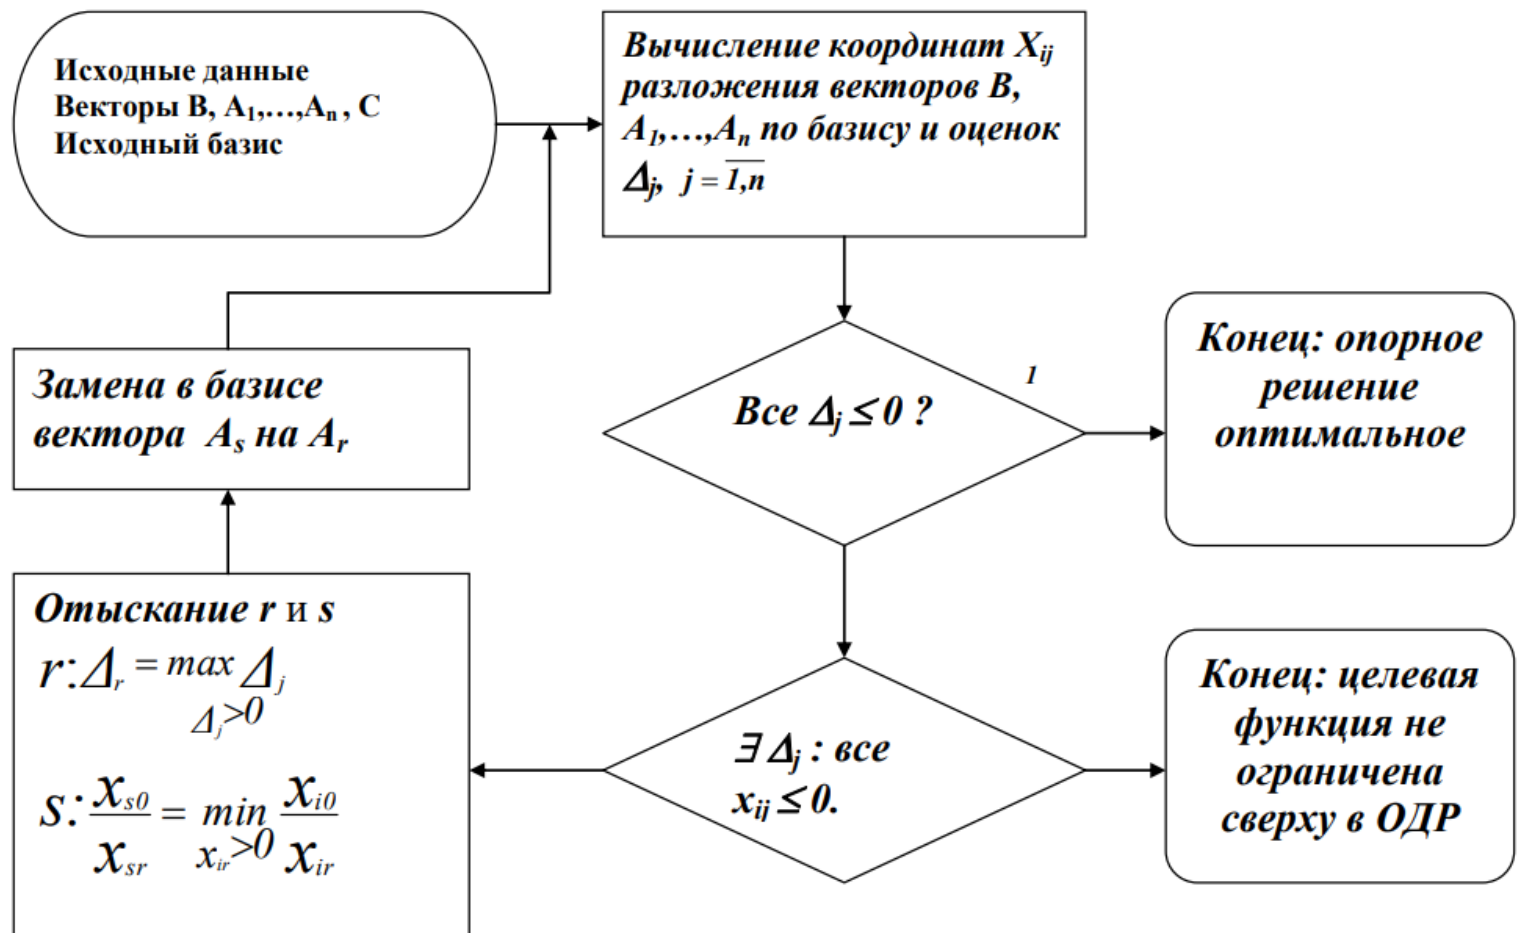 Исходные данные
Векторы B, A₁,…,Aₙ , C
Исходный базис
Вычисление координат Xᵢⱼ
разложения векторов B,
A₁,…,Aₙ по базису и оценок
Δⱼ, j = 1,n̅
Замена в базисе
вектора Aₛ на Aᵣ
Все Δⱼ ≤ 0 ?
1
Конец: опорное
решение
оптимальное
Отыскание r и s
r: Δᵣ = max Δⱼ
Δⱼ>0
S: xₛ₀/xₛᵣ = min xᵢ₀/xᵢᵣ
xᵢᵣ>0
∃ Δⱼ : все
xᵢⱼ ≤ 0.
Конец: целевая
функция не
ограничена
сверху в ОДР